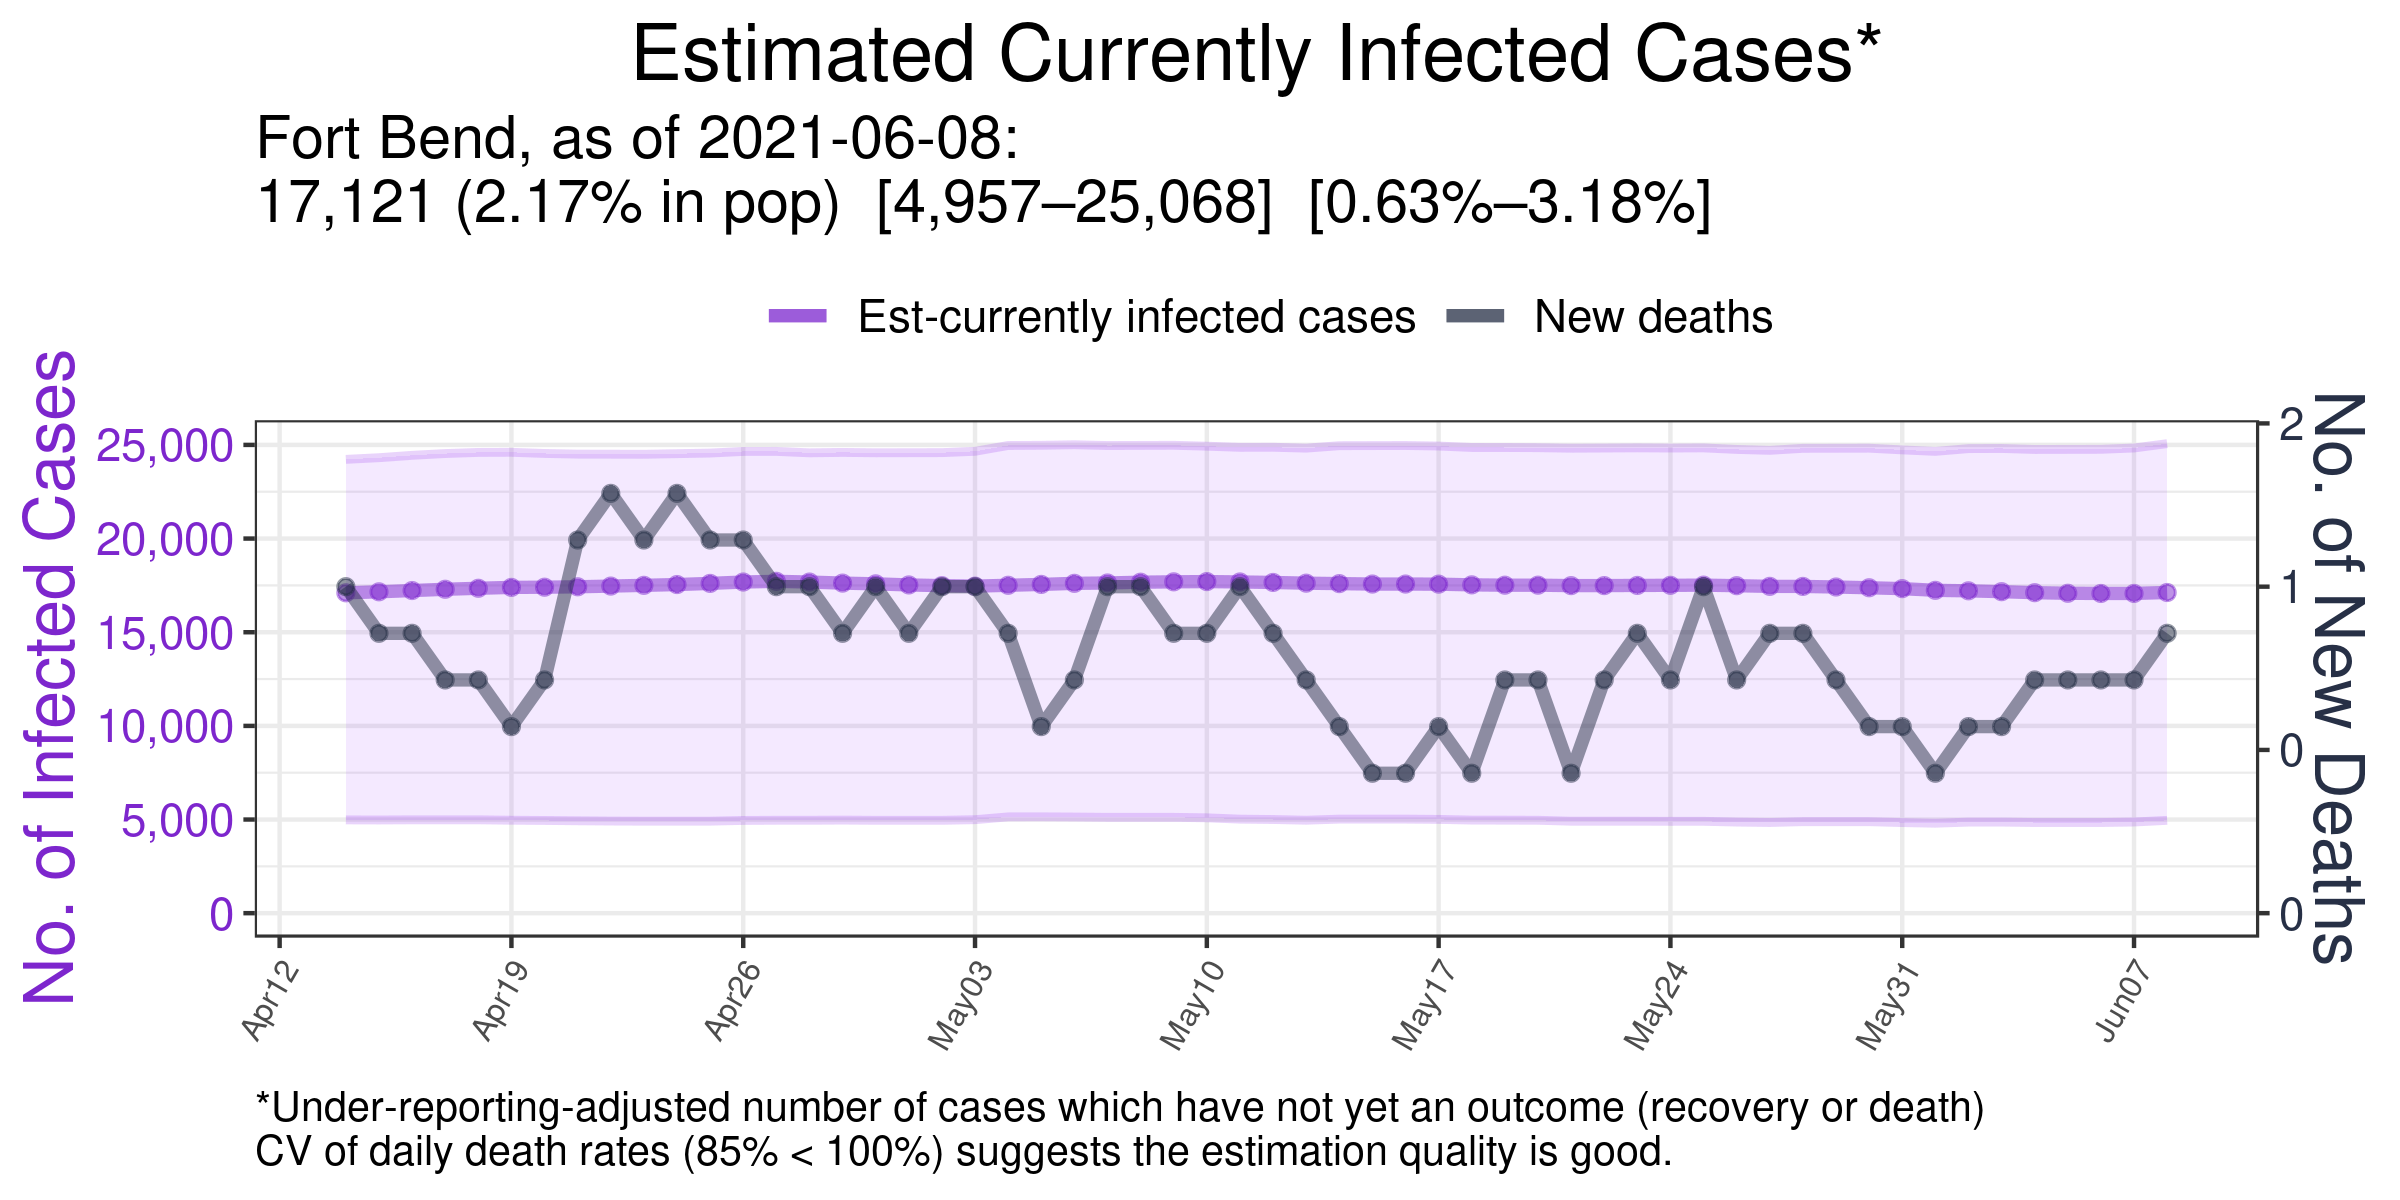 Estimated Currently Infected Cases*
Fort Bend, as of 2021-06-08:
17,121 (2.17% in pop)  [4,957–25,068]  [0.63%–3.18%]
Est-currently infected cases
New deaths
No. of Infected Cases
25,000
20,000
15,000
10,000
5,000
0
2
1
0
0
No. of New Deaths
Apr12
Apr19
Apr26
May03
May10
May17
May24
May31
Jun07
*Under-reporting-adjusted number of cases which have not yet an outcome (recovery or death)
CV of daily death rates (85% < 100%) suggests the estimation quality is good.